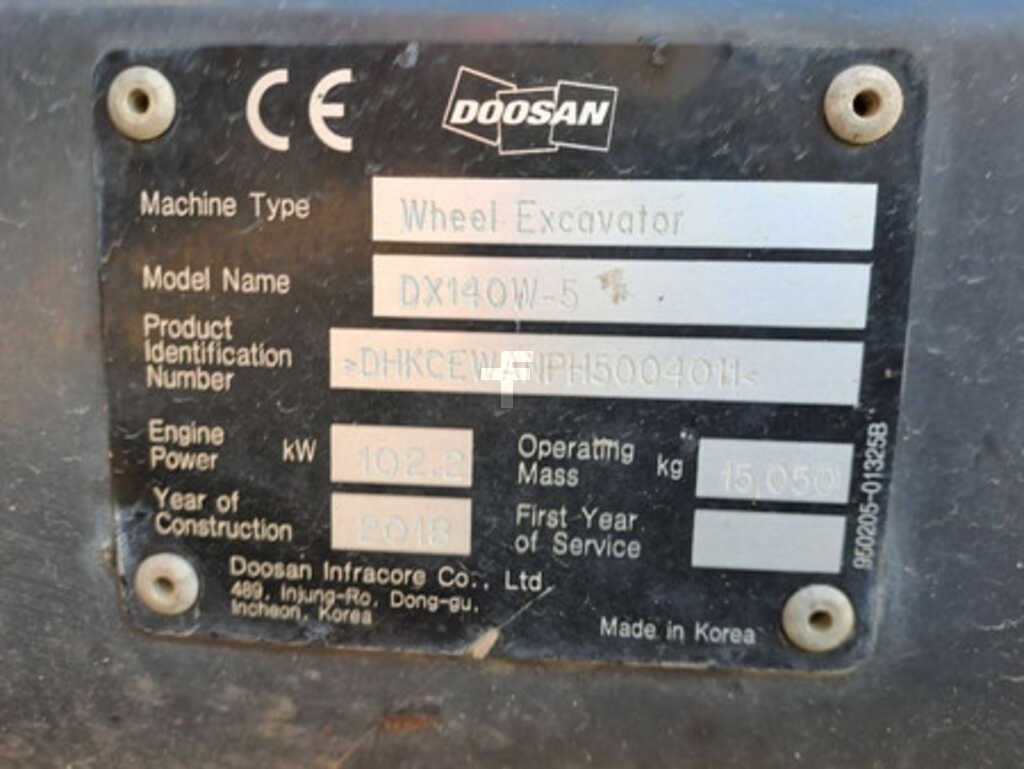 CE DOOSAN
Machine Type Wheel Excavator
Model Name DX140W-5
Product
Identification
Number
Engine
Power kW 102.2
Operating
Mass kg 15,050
Year of
Construction 2018
First Year
of Service
Doosan Infracore Co., Ltd.
489, Injung-Ro, Dong-gu,
Incheon, Korea
Made in Korea
950205-01325B